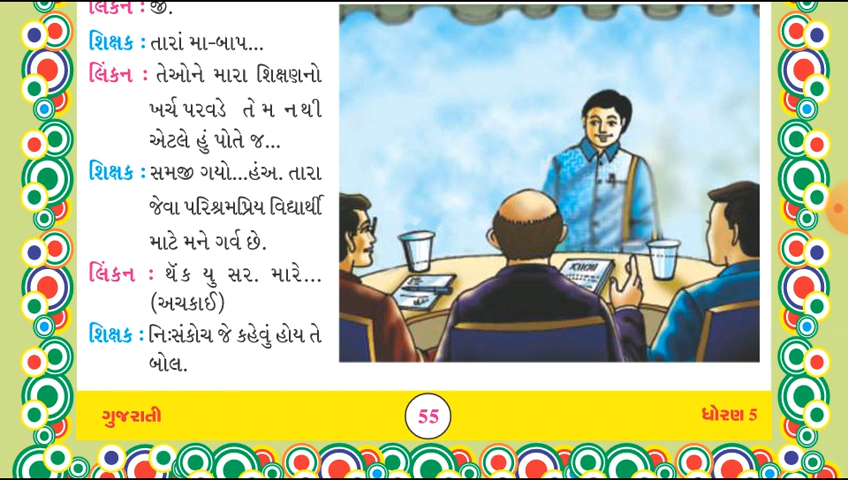 લિંકન : જી.
શિક્ષક : તારાં મા-બાપ...
લિંકન : તેઓને મારા શિક્ષણનો
ખર્ચ પરવડે તેમ નથી
એટલે હું પોતે જ...
શિક્ષક : સમજી ગયો...હંઅ. તારા
જેવા પરિશ્રમપ્રિય વિદ્યાર્થી
માટે મને ગર્વ છે.
લિંકન : થૅંક યુ સર. મારે...
(અચકાઈ)
શિક્ષક : નિઃસંકોચ જે કહેવું હોય તે
બોલ.
ગુજરાતી
55
ધોરણ 5